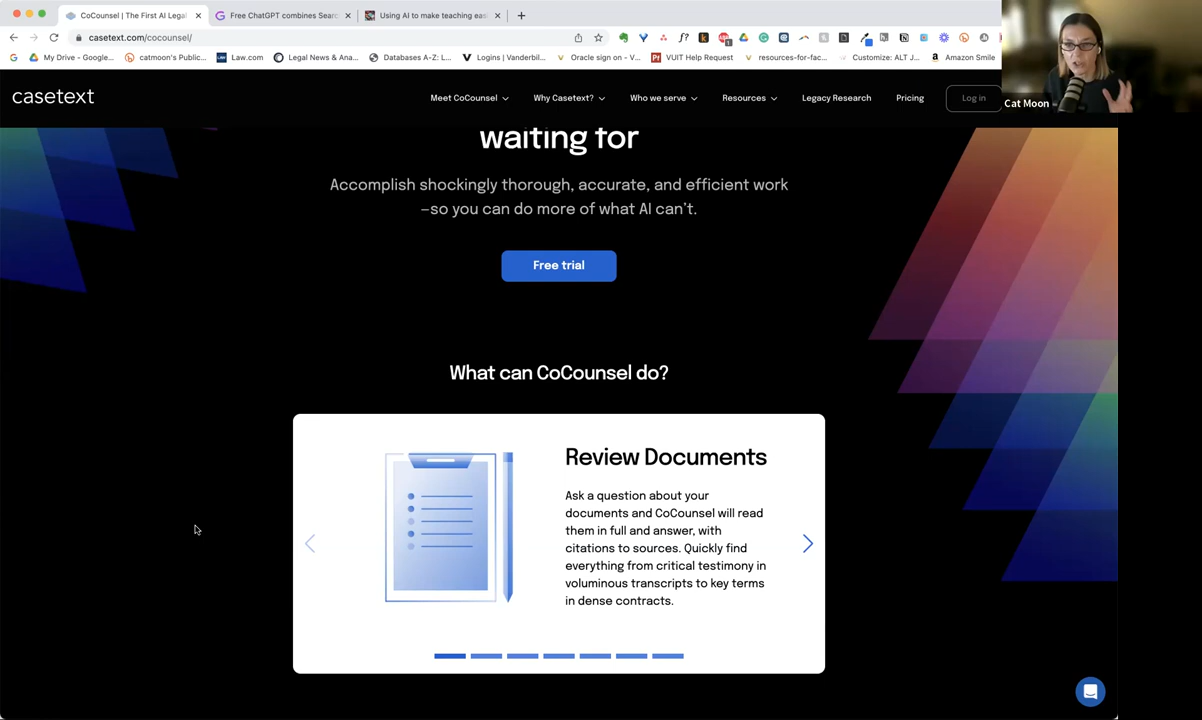 CoCounsel | The First AI Legal
Free ChatGPT combines Searc
Using AI to make teaching easi
casetext.com/cocounsel/
My Drive - Google...
catmoon's Public...
Law.com
Legal News & Ana...
Databases A-Z: L...
Logins | Vanderbil...
Oracle sign on - V...
VUIT Help Request
resources-for-fac...
Customize: ALT J...
Amazon Smile
casetext
Meet CoCounsel
Why Casetext?
Who we serve
Resources
Legacy Research
Pricing
Log in
Cat Moon
waiting for
Accomplish shockingly thorough, accurate, and efficient work
—so you can do more of what AI can't.
Free trial
What can CoCounsel do?
Review Documents
Ask a question about your
documents and CoCounsel will read
them in full and answer, with
citations to sources. Quickly find
everything from critical testimony in
voluminous transcripts to key terms
in dense contracts.